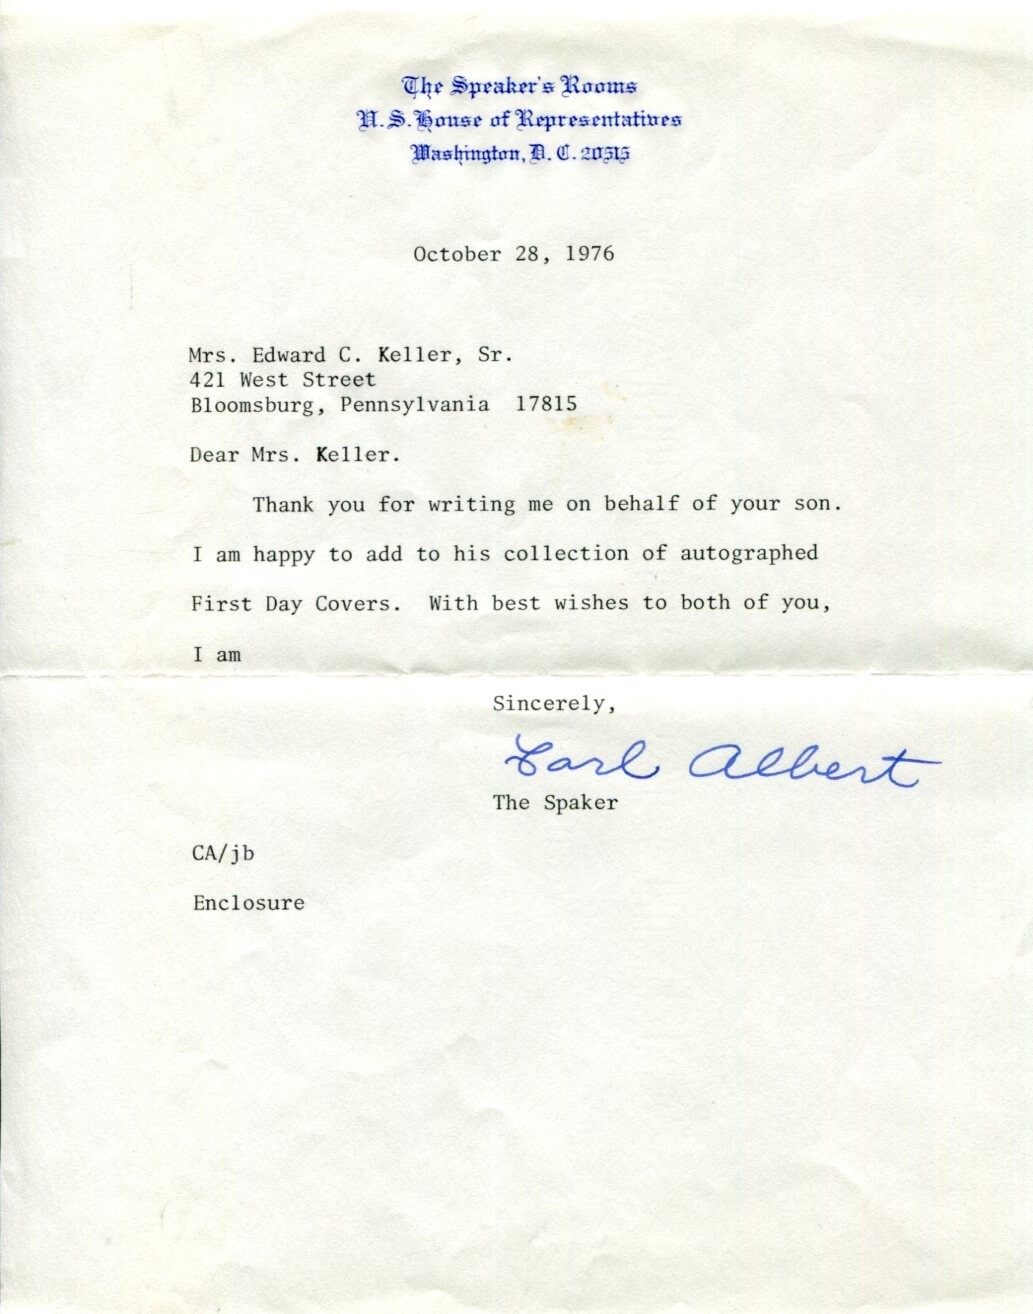 The Speaker's Rooms
U.S. House of Representatives
Washington, D. C. 20515
October 28, 1976
Mrs. Edward C. Keller, Sr.
421 West Street
Bloomsburg, Pennsylvania  17815
Dear Mrs. Keller.
Thank you for writing me on behalf of your son.
I am happy to add to his collection of autographed
First Day Covers.  With best wishes to both of you,
I am
Sincerely,
Carl Albert
The Spaker
CA/jb
Enclosure